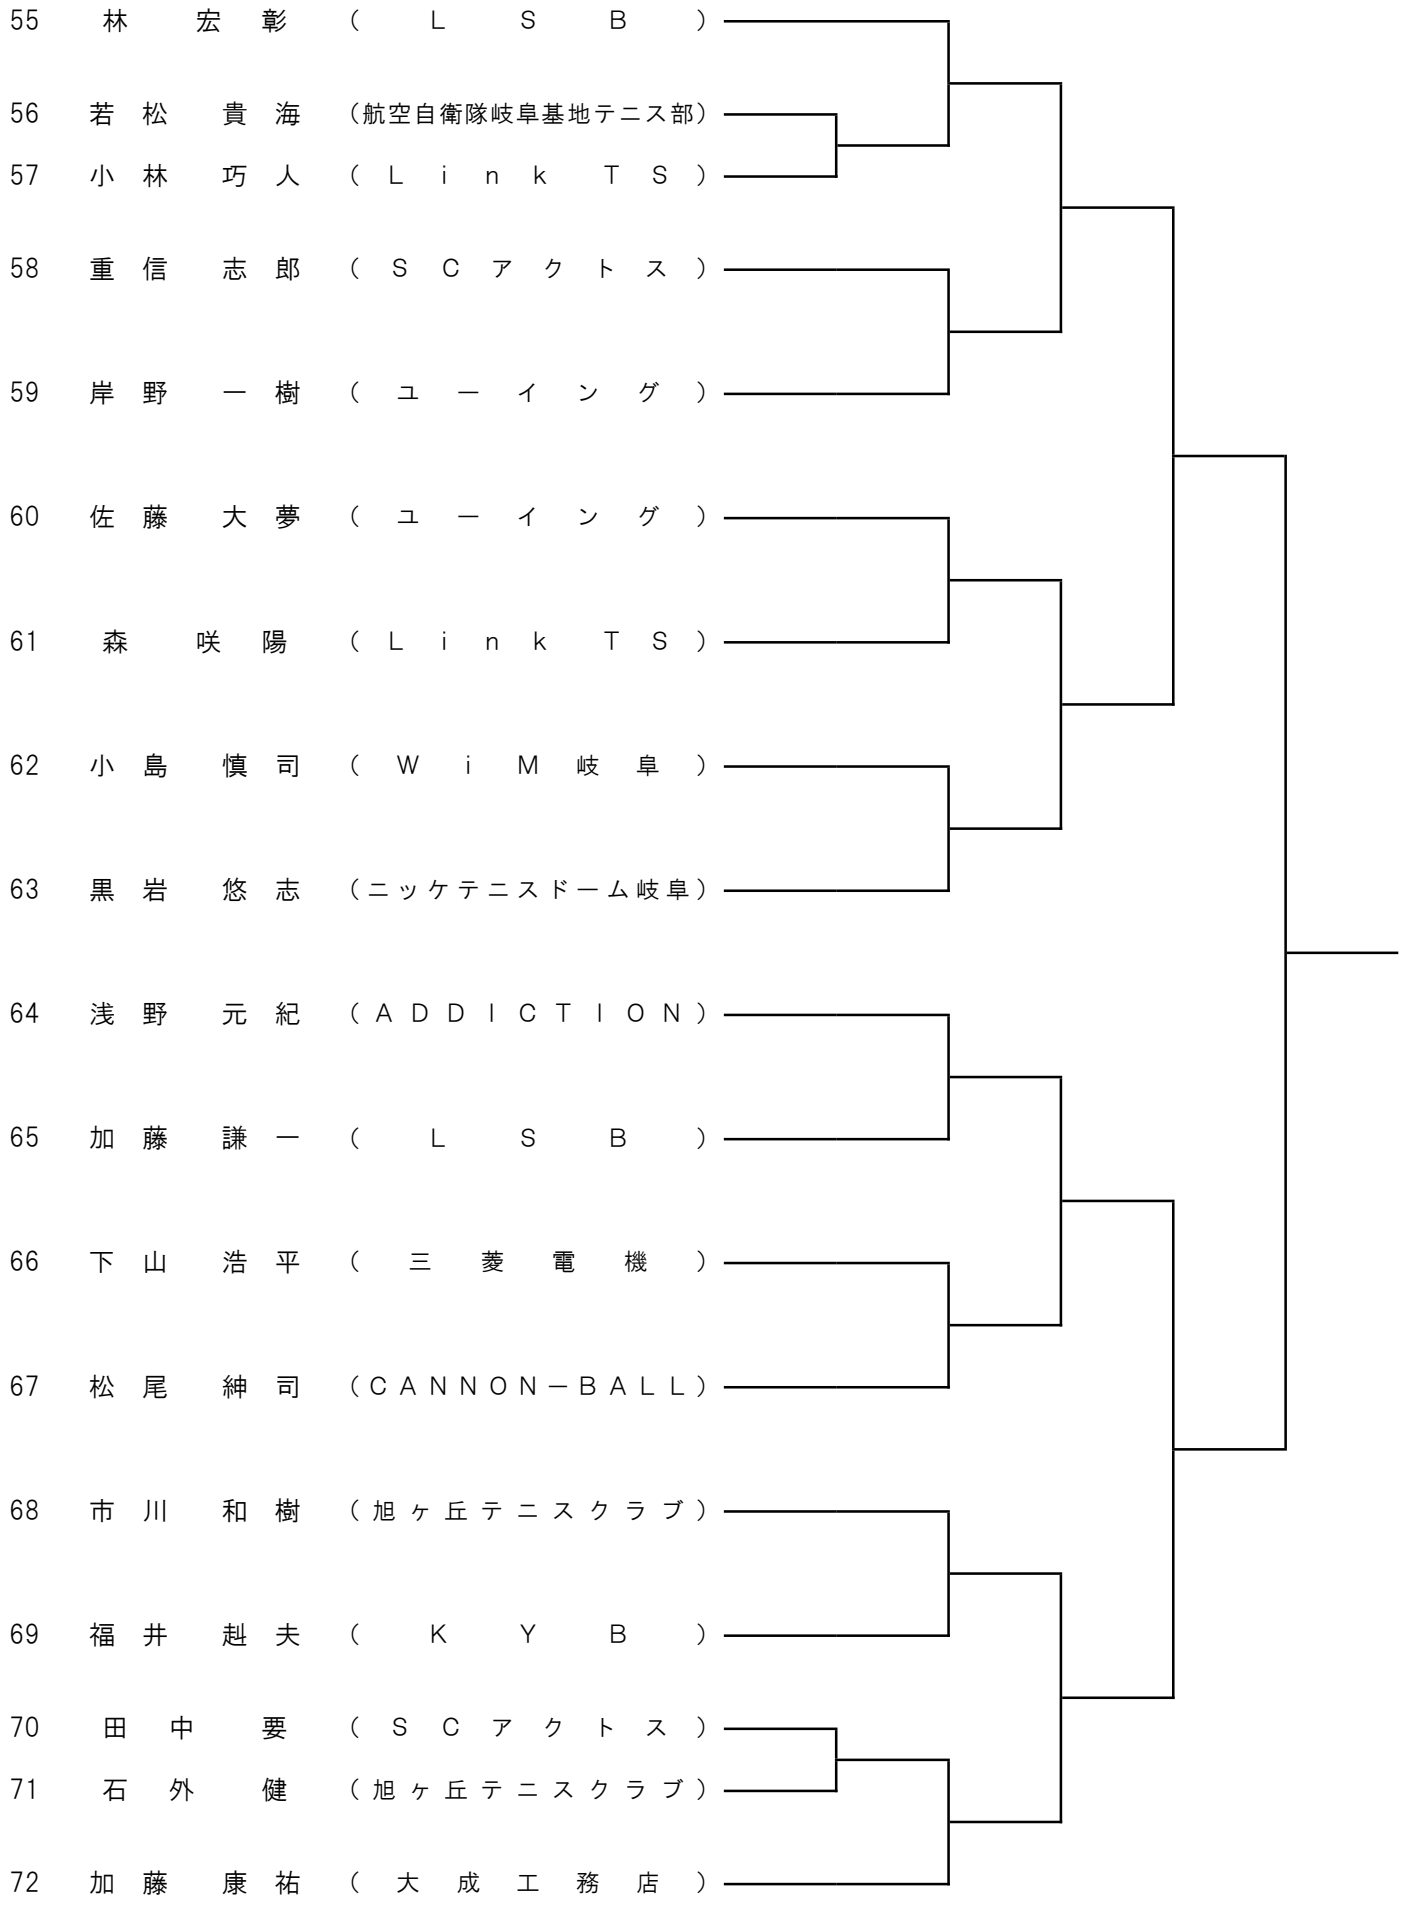 55 林 宏彰 (LSB)
56 若松 貴海 (航空自衛隊岐阜基地テニス部)
57 小林 巧人 (Link TS)
58 重信 志郎 (SCアクトス)
59 岸野 一樹 (ユーイング)
60 佐藤 大夢 (ユーイング)
61 森 咲陽 (Link TS)
62 小島 慎司 (WiM岐阜)
63 黒岩 悠志 (ニッケテニスドーム岐阜)
64 浅野 元紀 (ADDICTION)
65 加藤 謙一 (LSB)
66 下山 浩平 (三菱電機)
67 松尾 紳司 (CANNON－BALL)
68 市川 和樹 (旭ヶ丘テニスクラブ)
69 福井 赳夫 (KYB)
70 田中 要 (SCアクトス)
71 石外 健 (旭ヶ丘テニスクラブ)
72 加藤 康祐 (大成工務店)